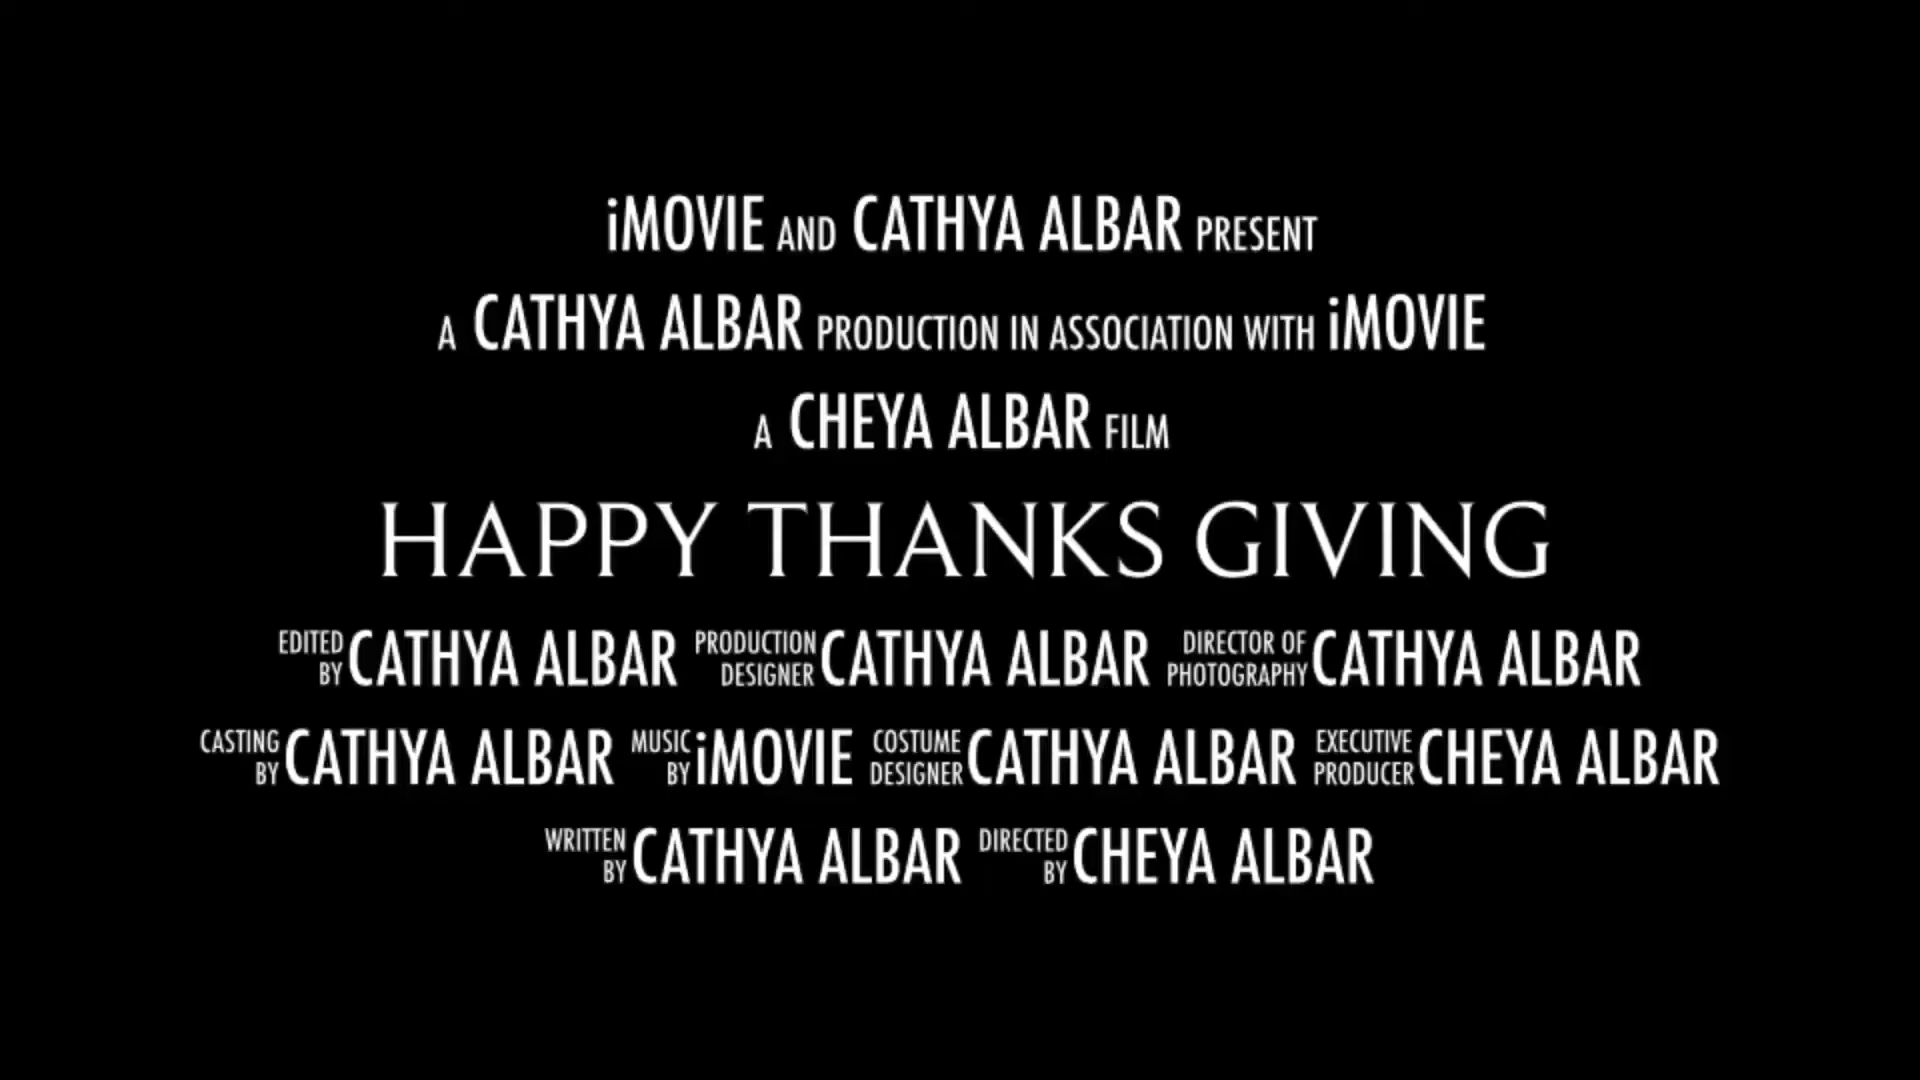 iMOVIE AND CATHYA ALBAR PRESENT
A CATHYA ALBAR PRODUCTION IN ASSOCIATION WITH iMOVIE
A CHEYA ALBAR FILM
HAPPY THANKS GIVING
EDITED BY CATHYA ALBAR PRODUCTION DESIGNER CATHYA ALBAR DIRECTOR OF PHOTOGRAPHY CATHYA ALBAR
CASTING BY CATHYA ALBAR MUSIC BY iMOVIE COSTUME DESIGNER CATHYA ALBAR EXECUTIVE PRODUCER CHEYA ALBAR
WRITTEN BY CATHYA ALBAR DIRECTED BY CHEYA ALBAR